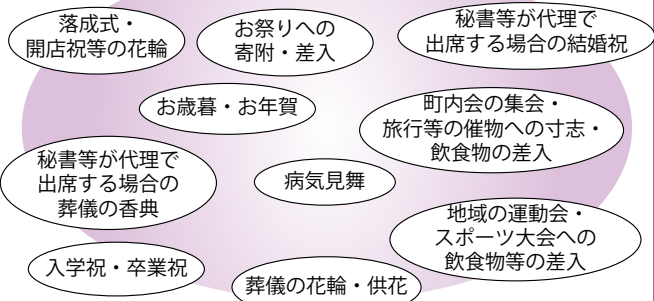 落成式・
開店祝等の花輪
お祭りへの
寄附・差入
秘書等が代理で
出席する場合の結婚祝
お歳暮・お年賀
町内会の集会・
旅行等の催物への寸志・
飲食物の差入
秘書等が代理で
出席する場合の
葬儀の香典
病気見舞
地域の運動会・
スポーツ大会への
飲食物等の差入
入学祝・卒業祝
葬儀の花輪・供花